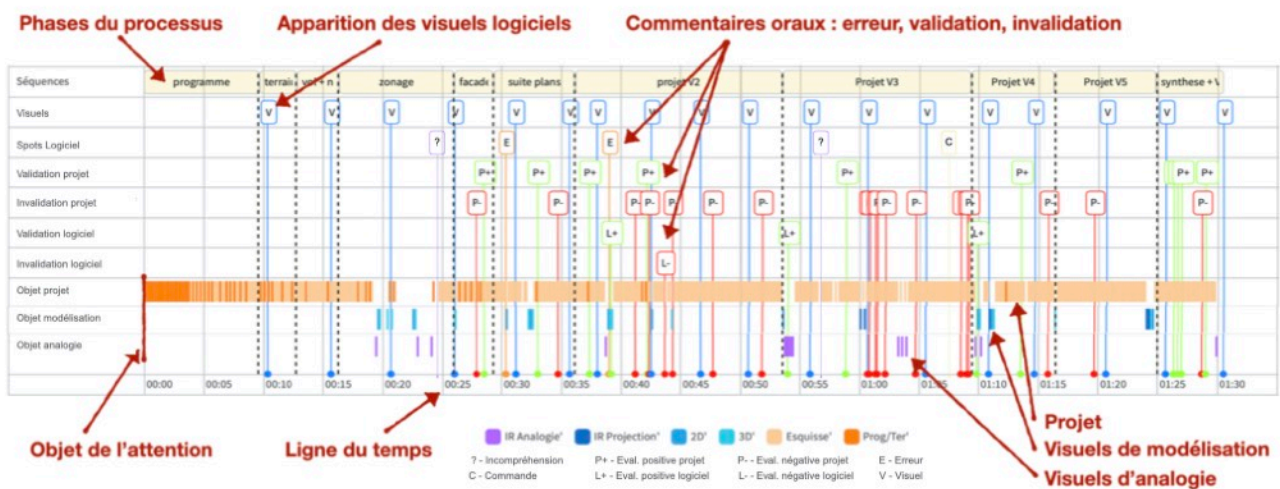 Phases du processus
Apparition des visuels logiciels
Commentaires oraux : erreur, validation, invalidation
Séquences programme zonage suite plans projet V2 Projet V3 Projet V4 Projet V5
Visuels V V V V V V V V V V V V V V V V V
Spots Logiciel ? E E ? C
Validation projet P+ P+ P+ P+ P+ P+ P+ P+
Invalidation projet P- P- P- P- P- P- P- P- P- P- P- P- P-
Validation logiciel L+ L+ L+
Invalidation logiciel L-
Objet projet
Objet modélisation
Objet analogie
00:00 00:05 00:10 00:15 00:20 00:25 00:30 00:35 00:40 00:45 00:50 00:55 01:00 01:05 01:10 01:15 01:20 01:25 01:30
Objet de l'attention
Ligne du temps
IR Analogie' IR Projection' 2D' 3D' Esquisse' Prog/Ter'
? - Incompréhension P+ - Eval. positive projet P- - Eval. négative projet E - Erreur
C - Commande L+ - Eval. positive logiciel L- - Eval. négative logiciel V - Visuel
Projet
Visuels de modélisation
Visuels d'analogie